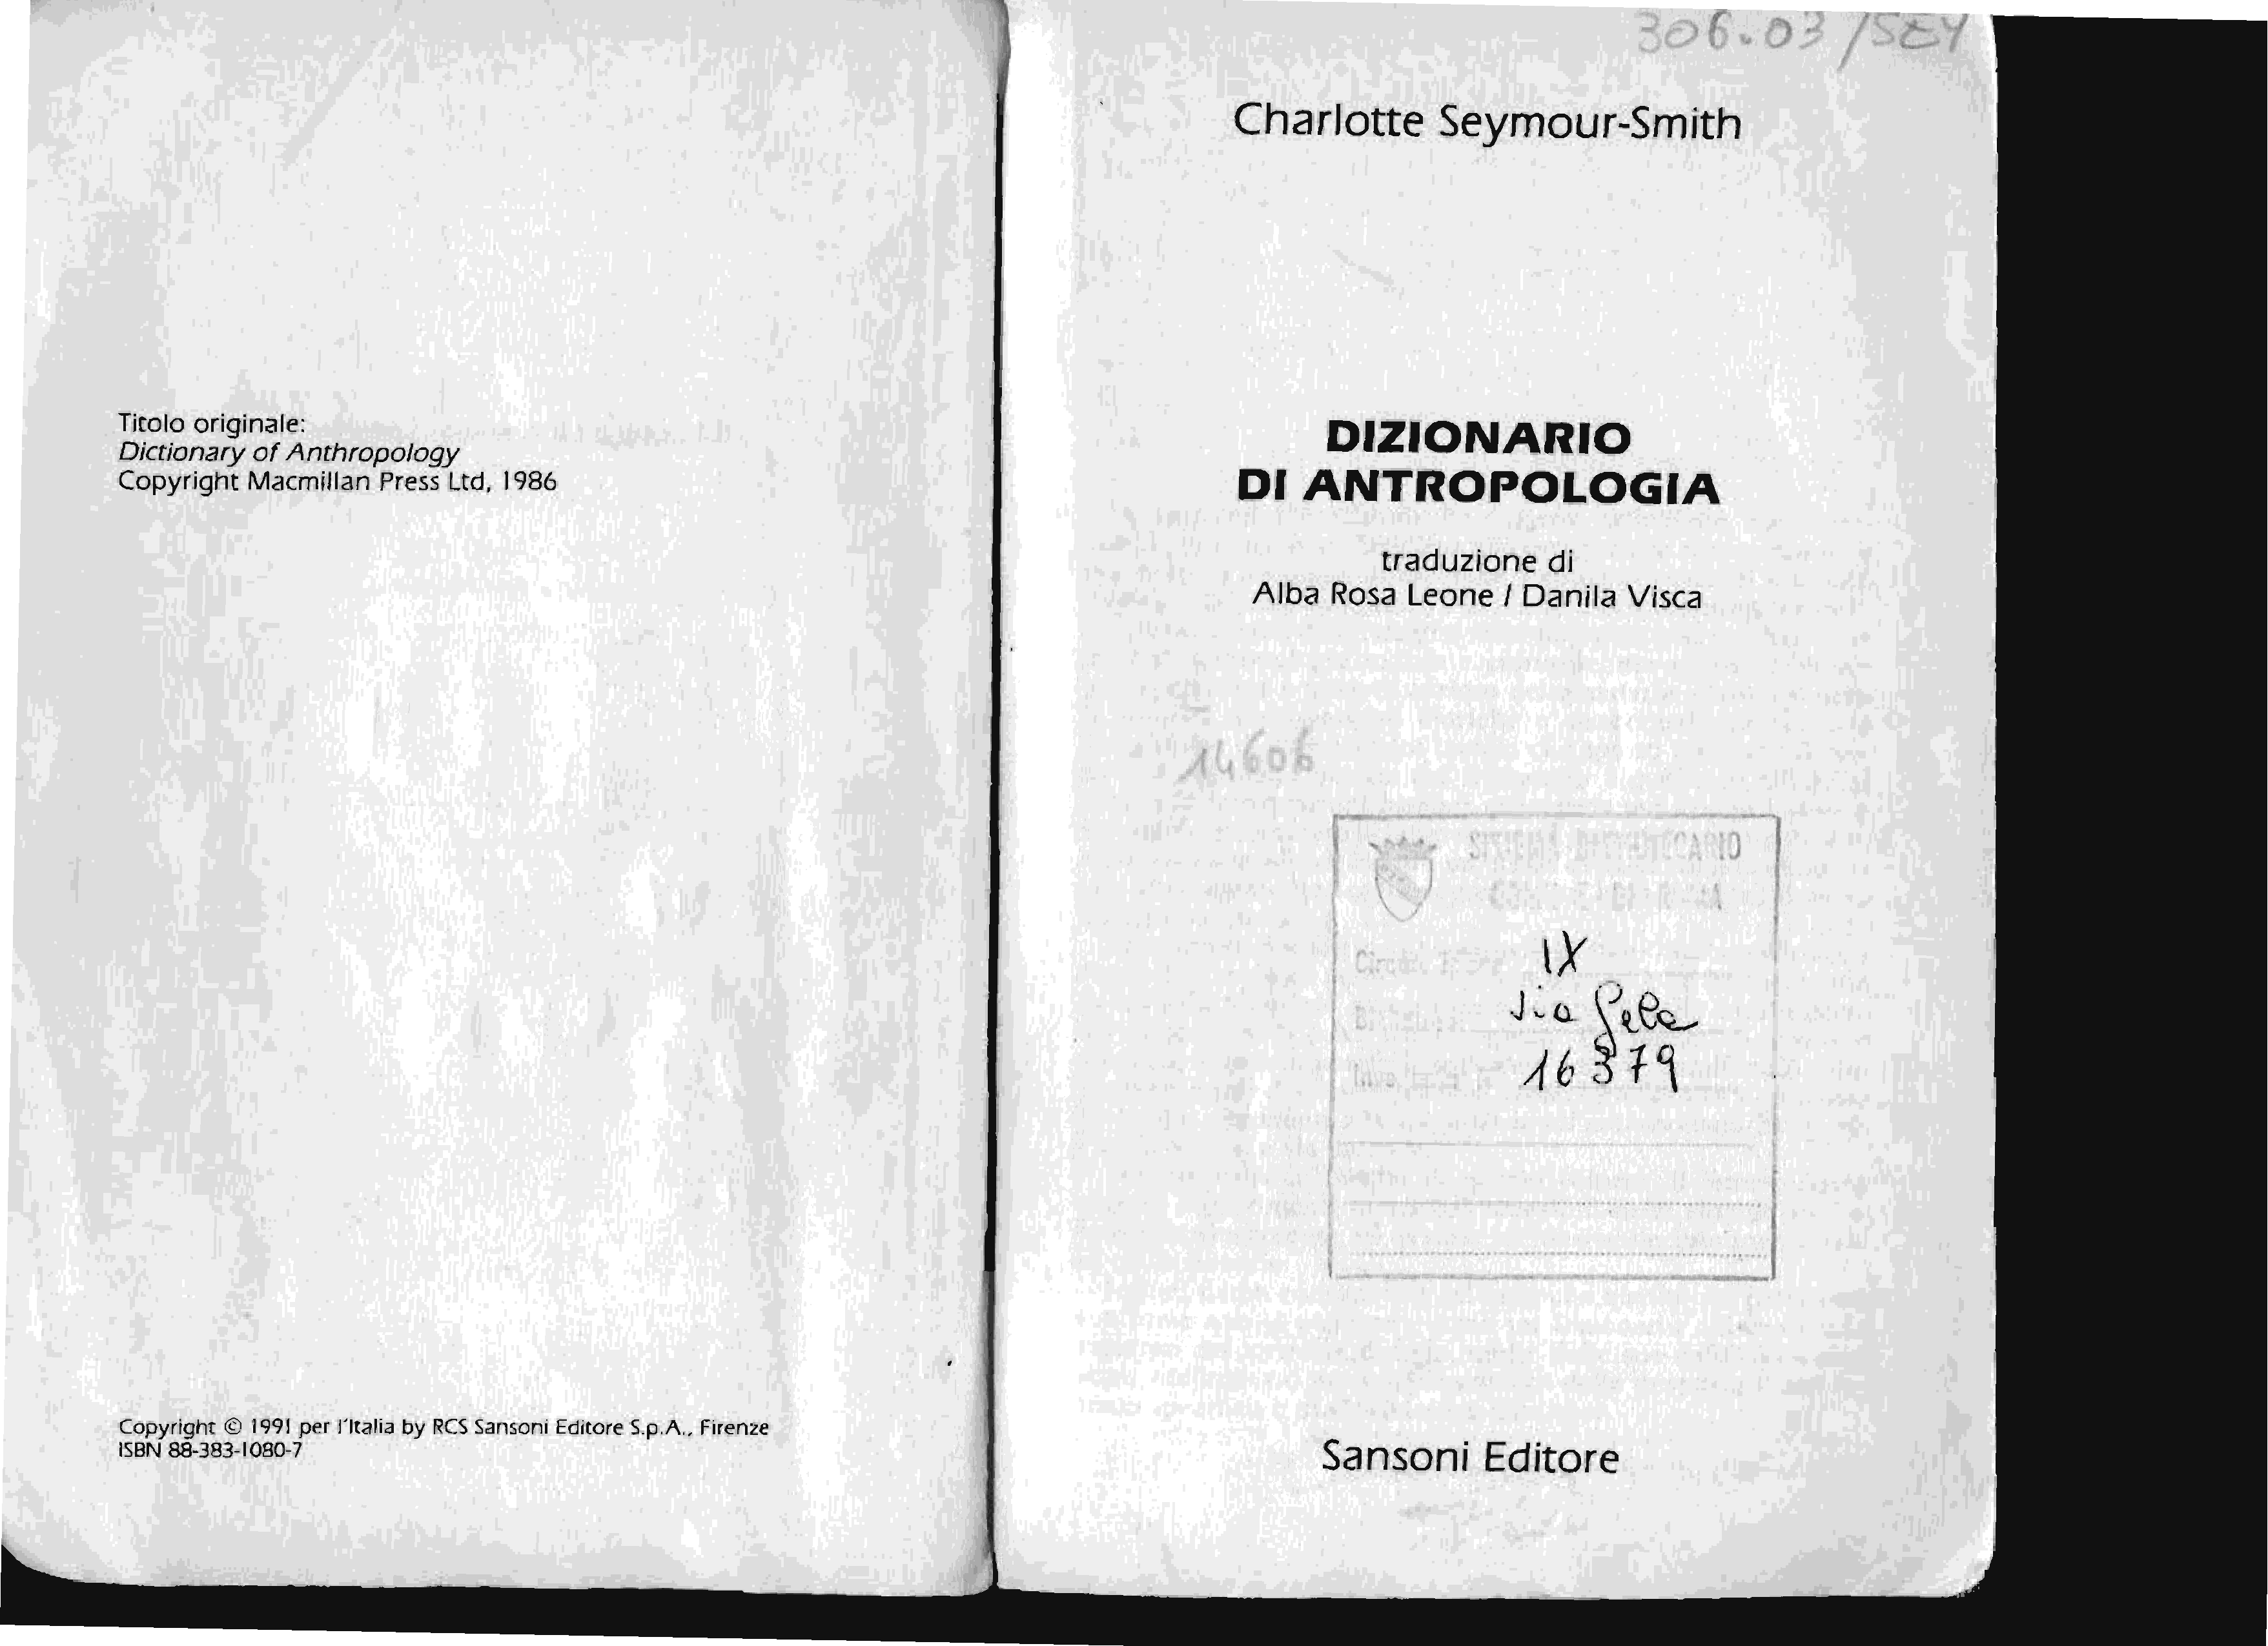 Titolo originale:
Dictionary of Anthropology
Copyright Macmillan Press Ltd, 1986
Copyright © 1991 per l'Italia by RCS Sansoni Editore S.p.A., Firenze
ISBN 88-383-1080-7
306.03 /SEY
Charlotte Seymour-Smith
DIZIONARIO
DI ANTROPOLOGIA
traduzione di
Alba Rosa Leone / Danila Visca
14606
IX
Via Gela
16379
Sansoni Editore